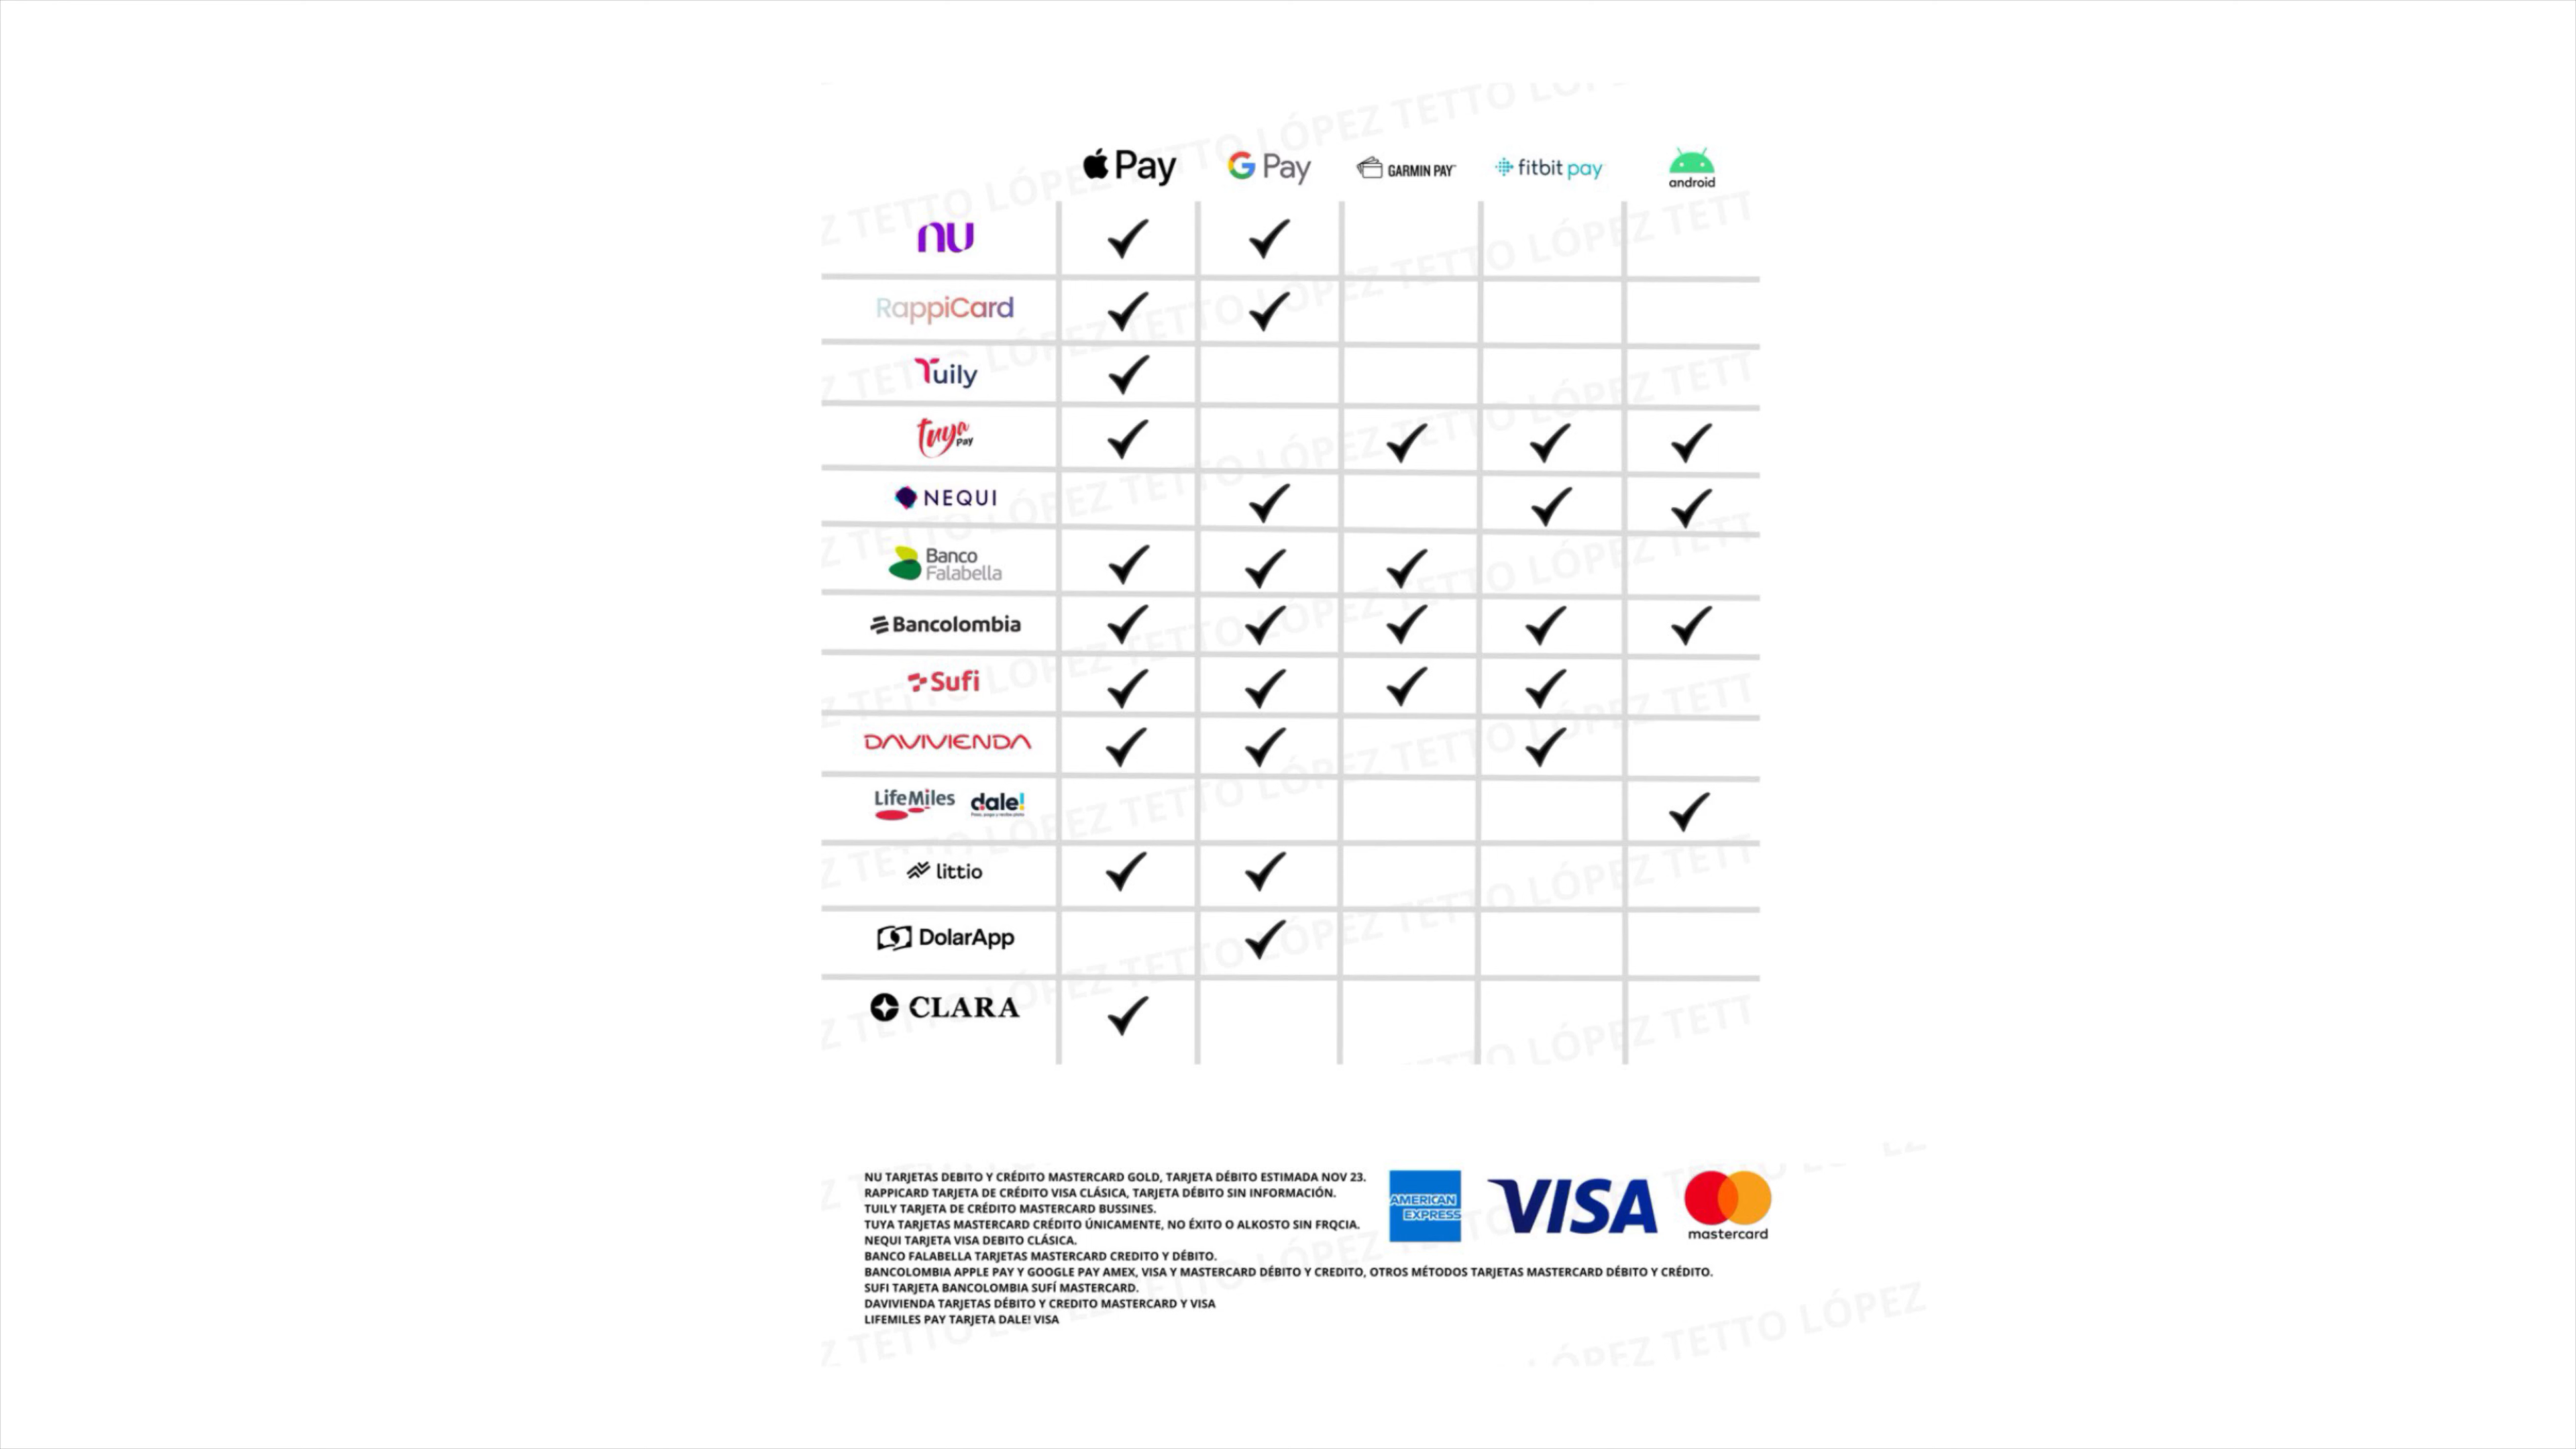 Pay G Pay GARMIN PAY fitbit pay android
nu
RappiCard
Tuily
tuya Pay
NEQUI
Banco
Falabella
Bancolombia
Sufi
DAVIVIENDA
LifeMiles dale!
littio
DolarApp
CLARA
NU TARJETAS DEBITO Y CRÉDITO MASTERCARD GOLD, TARJETA DÉBITO ESTIMADA NOV 23.
RAPPICARD TARJETA DE CRÉDITO VISA CLÁSICA, TARJETA DÉBITO SIN INFORMACIÓN.
TUILY TARJETA DE CRÉDITO MASTERCARD BUSSINES.
TUYA TARJETAS MASTERCARD CRÉDITO ÚNICAMENTE, NO ÉXITO O ALKOSTO SIN FRQCIA.
NEQUI TARJETA VISA DEBITO CLÁSICA.
BANCO FALABELLA TARJETAS MASTERCARD CREDITO Y DÉBITO.
BANCOLOMBIA APPLE PAY Y GOOGLE PAY AMEX, VISA Y MASTERCARD DÉBITO Y CREDITO, OTROS MÉTODOS TARJETAS MASTERCARD DÉBITO Y CRÉDITO.
SUFI TARJETA BANCOLOMBIA SUFÍ MASTERCARD.
DAVIVIENDA TARJETAS DÉBITO Y CREDITO MASTERCARD Y VISA
LIFEMILES PAY TARJETA DALE! VISA
AMERICAN
EXPRESS
VISA
mastercard
TETTO LÓPEZ